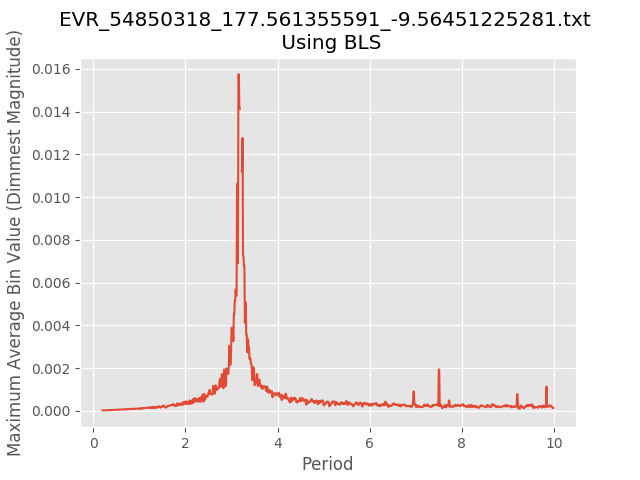 EVR_54850318_177.561355591_-9.56451225281.txt
Using BLS
Maximum Average Bin Value (Dimmest Magnitude)
0.016
0.014
0.012
0.010
0.008
0.006
0.004
0.002
0.000
0 2 4 6 8 10
Period